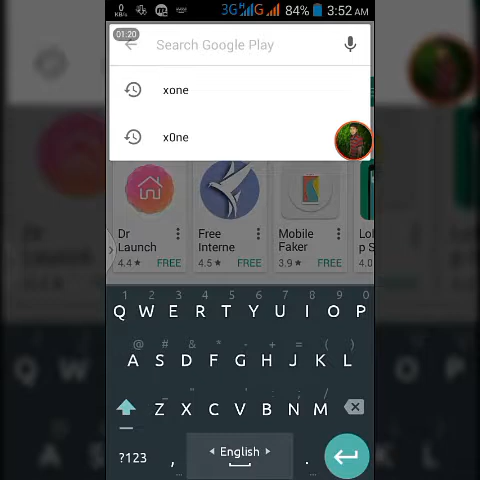 0 KB/s 3G H G 84% 3:52 AM
01:20
Search Google Play
xone
x0ne
Dr Launch
Free Interne
Mobile Faker
4.4★ FREE
4.5★ FREE
3.9★ FREE
4.0
1 2 3 4 5 6 7 8 9 0
Q W E R T Y U I O P
@ # & * - + = ( )
A S D F G H J K L
Z X C V B N M
?123 , English .